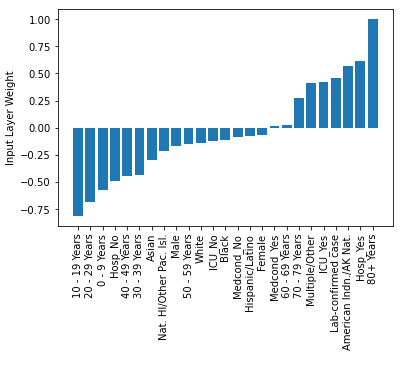 1.00
0.75
0.50
0.25
0.00
−0.25
−0.50
−0.75
Input Layer Weight
10 - 19 Years
20 - 29 Years
0 - 9 Years
Hosp_No
40 - 49 Years
30 - 39 Years
Asian
Nat. HI/Other Pac. Isl.
Male
50 - 59 Years
White
ICU_No
Black
Medcond_No
Hispanic/Latino
Female
Medcond_Yes
60 - 69 Years
70 - 79 Years
Multiple/Other
ICU_Yes
Lab-confirmed case
American Indn./AK Nat.
Hosp_Yes
80+ Years